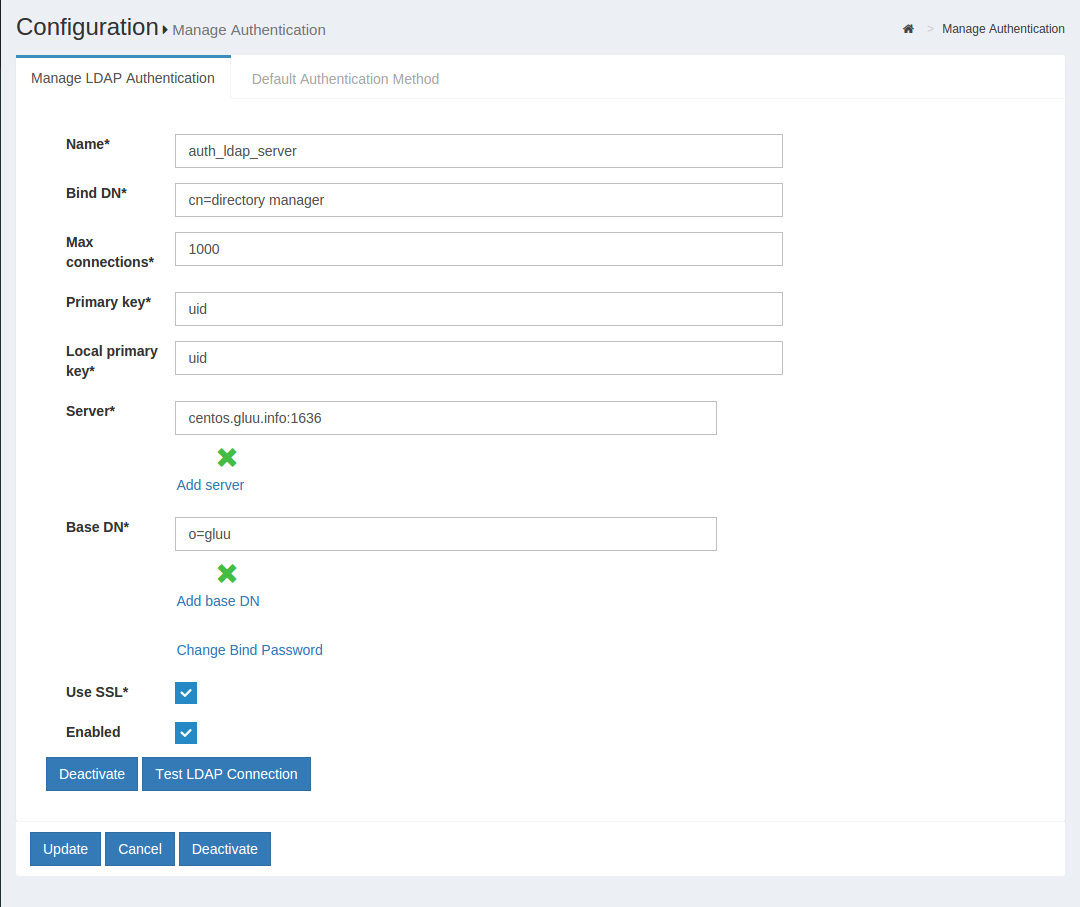 Configuration Manage Authentication
> Manage Authentication
Manage LDAP Authentication
Default Authentication Method
Name*
auth_ldap_server
Bind DN*
cn=directory manager
Max
connections*
1000
Primary key*
uid
Local primary
key*
uid
Server*
centos.gluu.info:1636
Add server
Base DN*
o=gluu
Add base DN
Change Bind Password
Use SSL*
Enabled
Deactivate
Test LDAP Connection
Update
Cancel
Deactivate